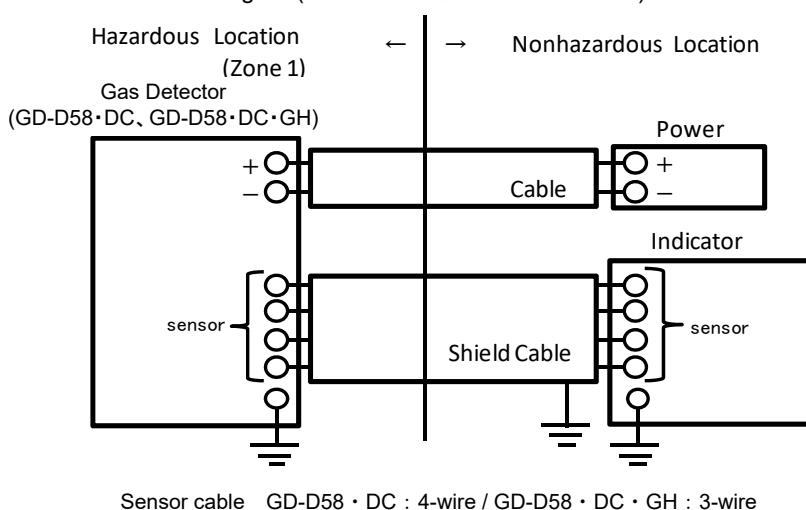 Hazardous Location
(Zone 1)
← → Nonhazardous Location
Gas Detector
(GD-D58・DC、GD-D58・DC・GH)
Power
+ +
− −
Cable
Indicator
sensor sensor
Shield Cable
Sensor cable GD-D58・DC : 4-wire / GD-D58・DC・GH : 3-wire